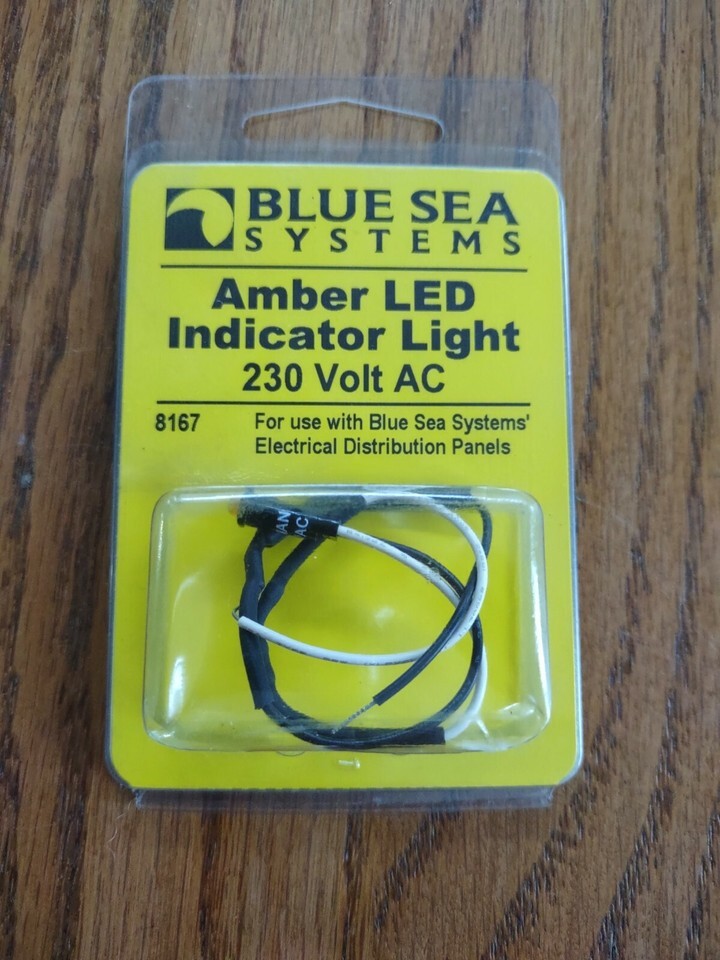 BLUE SEA
SYSTEMS
Amber LED
Indicator Light
230 Volt AC
8167
For use with Blue Sea Systems'
Electrical Distribution Panels
AC